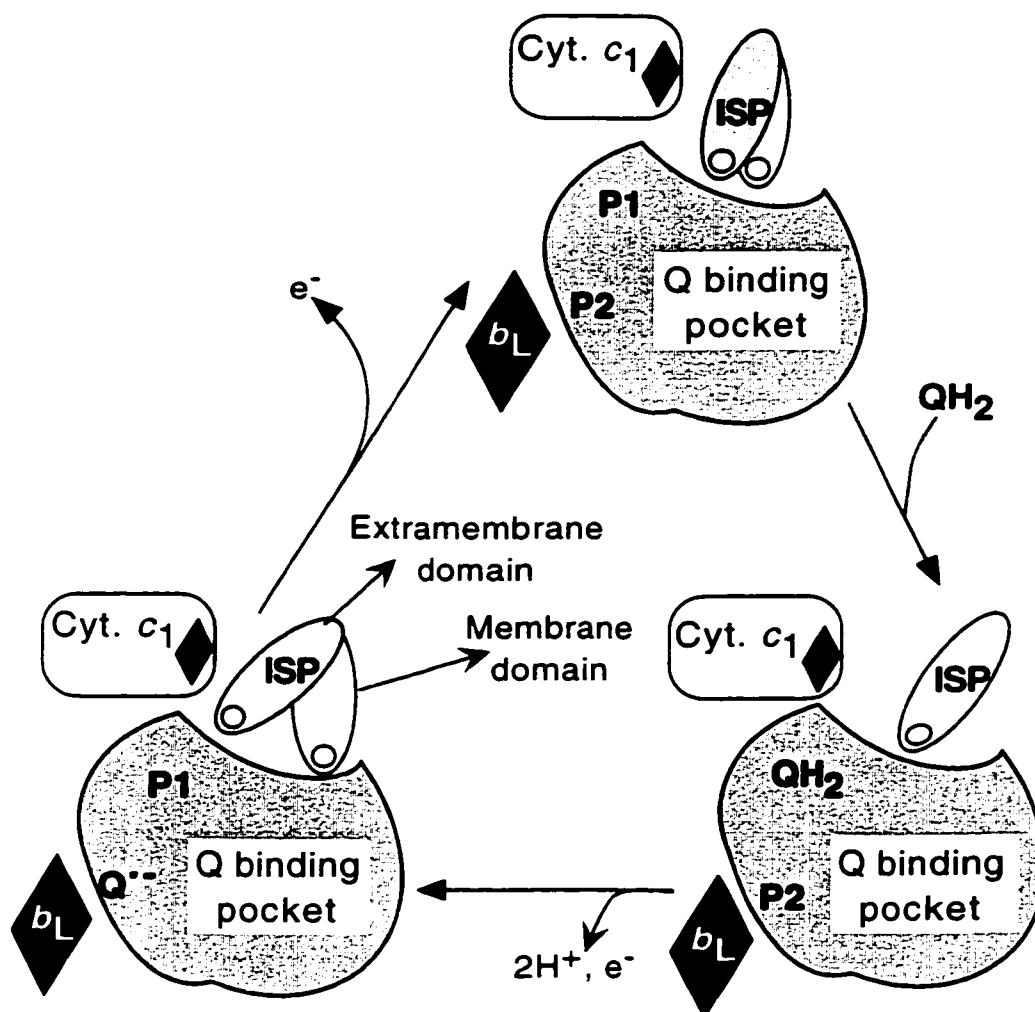 Cyt. c1
ISP
P1
Q binding
pocket
P2
bL
e-
QH2
Extramembrane
domain
Membrane
domain
Cyt. c1
ISP
P1
Q binding
pocket
Q·-
bL
Cyt. c1
ISP
QH2
Q binding
pocket
P2
bL
2H+, e-